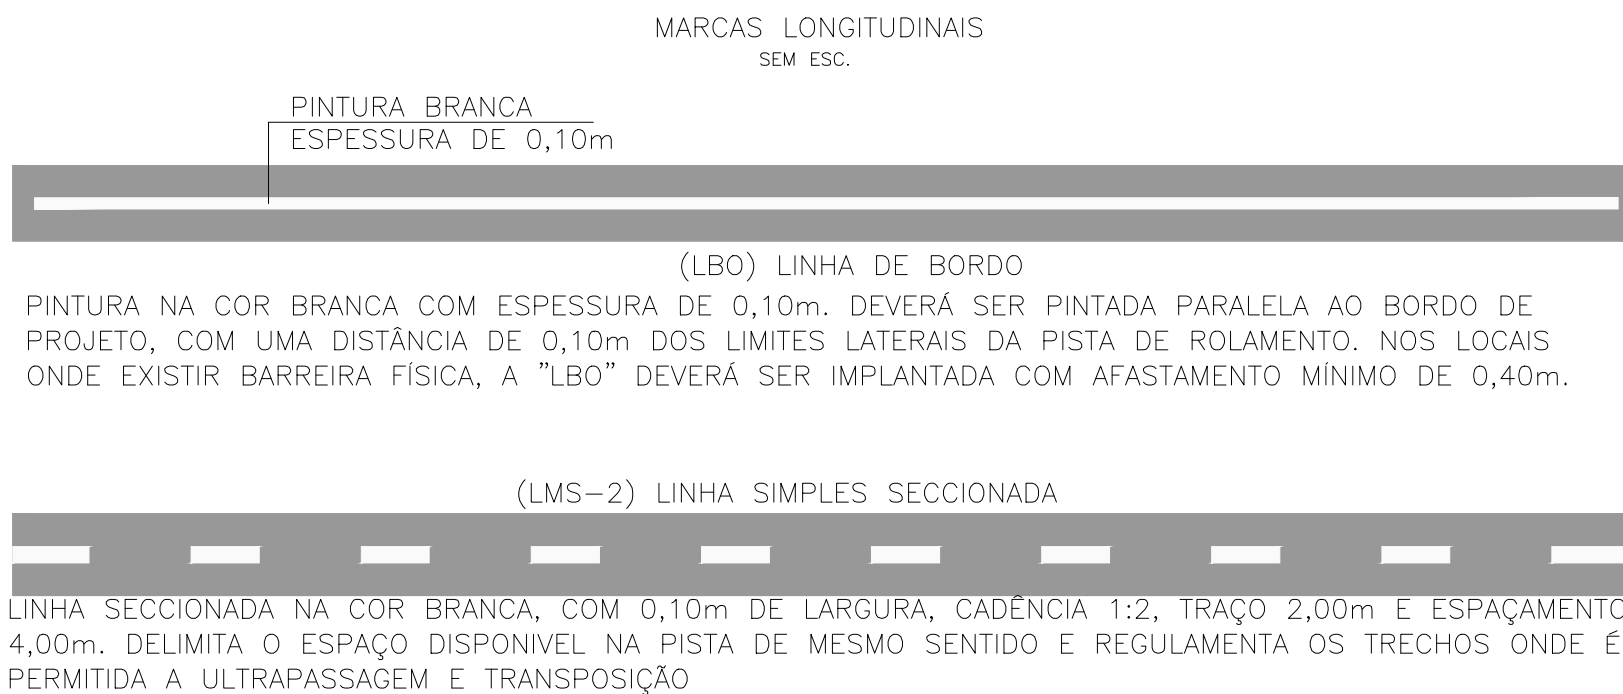 MARCAS LONGITUDINAIS
SEM ESC.
PINTURA BRANCA
ESPESSURA DE 0,10m
(LBO) LINHA DE BORDO
PINTURA NA COR BRANCA COM ESPESSURA DE 0,10m. DEVERÁ SER PINTADA PARALELA AO BORDO DE
PROJETO, COM UMA DISTÂNCIA DE 0,10m DOS LIMITES LATERAIS DA PISTA DE ROLAMENTO. NOS LOCAIS
ONDE EXISTIR BARREIRA FÍSICA, A "LBO" DEVERÁ SER IMPLANTADA COM AFASTAMENTO MÍNIMO DE 0,40m.
(LMS-2) LINHA SIMPLES SECCIONADA
LINHA SECCIONADA NA COR BRANCA, COM 0,10m DE LARGURA, CADÊNCIA 1:2, TRAÇO 2,00m E ESPAÇAMENTO
4,00m. DELIMITA O ESPAÇO DISPONIVEL NA PISTA DE MESMO SENTIDO E REGULAMENTA OS TRECHOS ONDE É
PERMITIDA A ULTRAPASSAGEM E TRANSPOSIÇÃO